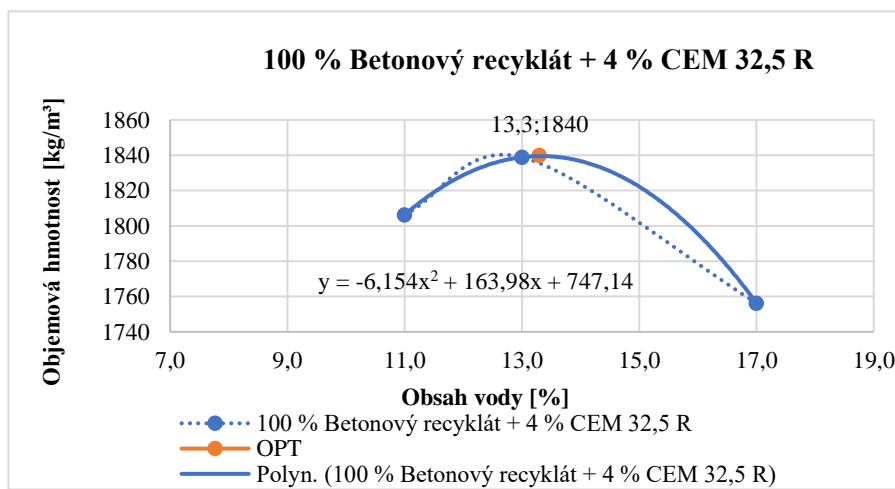 100 % Betonový recyklát + 4 % CEM 32,5 R
Objemová hmotnost [kg/m³]
1860
1840
1820
1800
1780
1760
1740
13,3;1840
y = -6,154x² + 163,98x + 747,14
7,0 9,0 11,0 13,0 15,0 17,0 19,0
Obsah vody [%]
100 % Betonový recyklát + 4 % CEM 32,5 R
OPT
Polyn. (100 % Betonový recyklát + 4 % CEM 32,5 R)